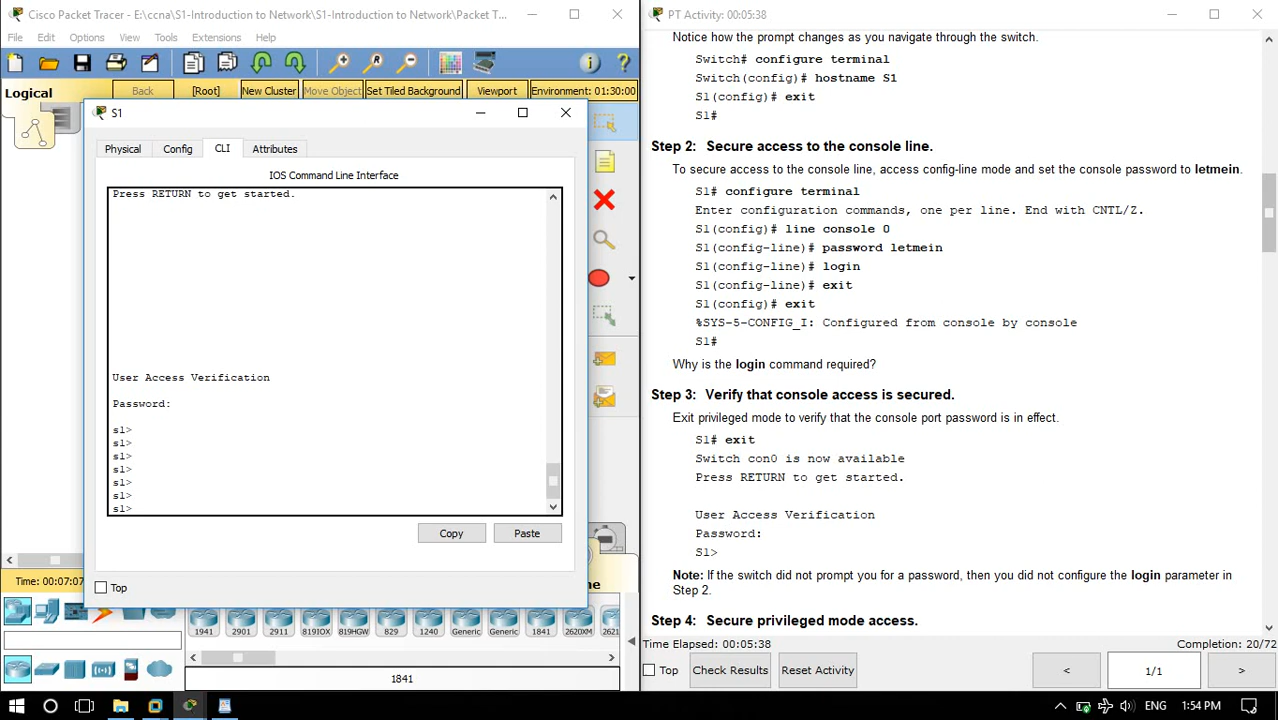 Cisco Packet Tracer - E:\ccna\S1-Introduction to Network\S1-Introduction to Network\Packet T...
File Edit Options View Tools Extensions Help
Logical Back [Root] New Cluster Move Object Set Tiled Background Viewport Environment: 01:30:00
S1
Physical Config CLI Attributes
IOS Command Line Interface
Press RETURN to get started.
User Access Verification
Password:
s1>
s1>
s1>
s1>
s1>
s1>
s1>
Copy Paste
Top
Time: 00:07:07
me
1941 2901 2911 819IOX 819HGW 829 1240 Generic Generic 1841 2620XM 2621
1841
PT Activity: 00:05:38
Notice how the prompt changes as you navigate through the switch.
Switch# configure terminal
Switch(config)# hostname S1
S1(config)# exit
S1#
Step 2: Secure access to the console line.
To secure access to the console line, access config-line mode and set the console password to letmein.
S1# configure terminal
Enter configuration commands, one per line. End with CNTL/Z.
S1(config)# line console 0
S1(config-line)# password letmein
S1(config-line)# login
S1(config-line)# exit
S1(config)# exit
%SYS-5-CONFIG_I: Configured from console by console
S1#
Why is the login command required?
Step 3: Verify that console access is secured.
Exit privileged mode to verify that the console port password is in effect.
S1# exit
Switch con0 is now available
Press RETURN to get started.
User Access Verification
Password:
S1>
Note: If the switch did not prompt you for a password, then you did not configure the login parameter in
Step 2.
Step 4: Secure privileged mode access.
Time Elapsed: 00:05:38 Completion: 20/72
Top Check Results Reset Activity < 1/1 >
ENG 1:54 PM